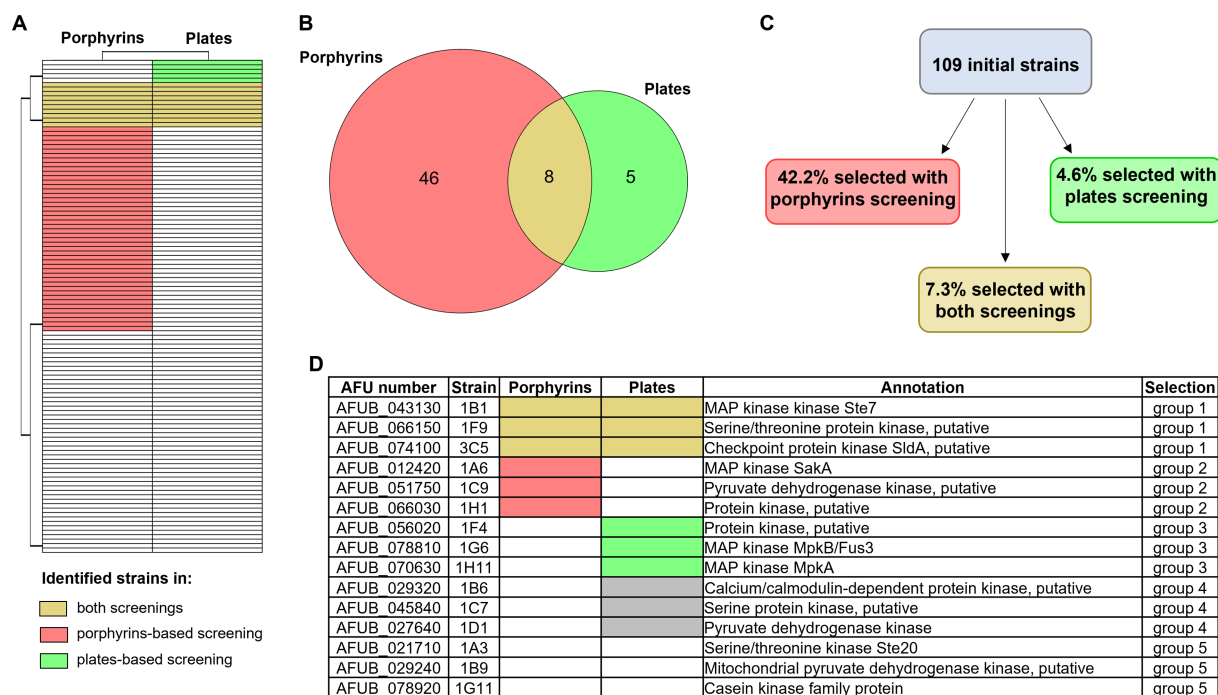 A
Porphyrins Plates
Identified strains in:
both screenings
porphyrins-based screening
plates-based screening
B
Porphyrins
Plates
46
8
5
C
109 initial strains
42.2% selected with
porphyrins screening
4.6% selected with
plates screening
7.3% selected with
both screenings
D
AFU number Strain Porphyrins Plates Annotation Selection
AFUB_043130 1B1 MAP kinase kinase Ste7 group 1
AFUB_066150 1F9 Serine/threonine protein kinase, putative group 1
AFUB_074100 3C5 Checkpoint protein kinase SldA, putative group 1
AFUB_012420 1A6 MAP kinase SakA group 2
AFUB_051750 1C9 Pyruvate dehydrogenase kinase, putative group 2
AFUB_066030 1H1 Protein kinase, putative group 2
AFUB_056020 1F4 Protein kinase, putative group 3
AFUB_078810 1G6 MAP kinase MpkB/Fus3 group 3
AFUB_070630 1H11 MAP kinase MpkA group 3
AFUB_029320 1B6 Calcium/calmodulin-dependent protein kinase, putative group 4
AFUB_045840 1C7 Serine protein kinase, putative group 4
AFUB_027640 1D1 Pyruvate dehydrogenase kinase group 4
AFUB_021710 1A3 Serine/threonine kinase Ste20 group 5
AFUB_029240 1B9 Mitochondrial pyruvate dehydrogenase kinase, putative group 5
AFUB_078920 1G11 Casein kinase family protein group 5